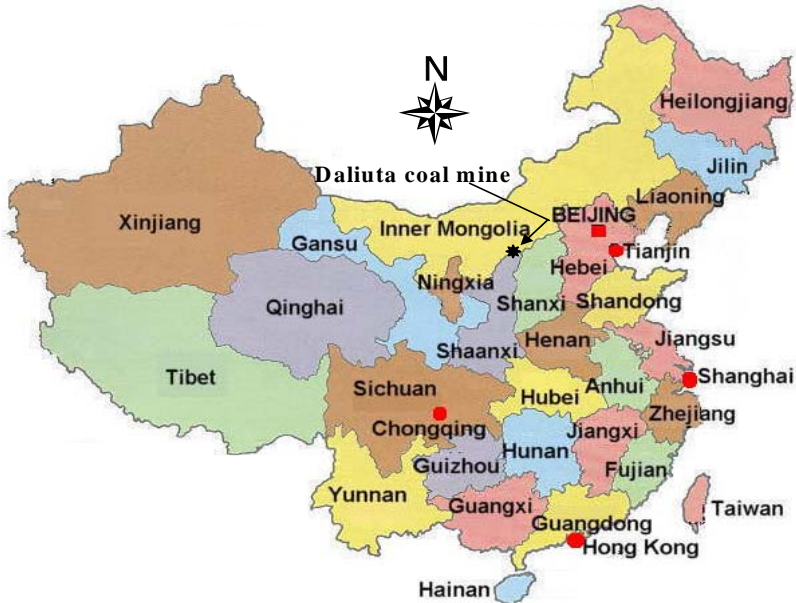 N
Heilongjiang
Jilin
Daliuta coal mine
Liaoning
Xinjiang
BEIJING
Inner Mongolia
Gansu
Tianjin
Hebei
Ningxia
Qinghai
Shanxi
Shandong
Henan
Jiangsu
Shaanxi
Tibet
Shanghai
Sichuan
Anhui
Hubei
Zhejiang
Chongqing
Jiangxi
Hunan
Guizhou
Fujian
Yunnan
Guangxi
Taiwan
Guangdong
Hong Kong
Hainan